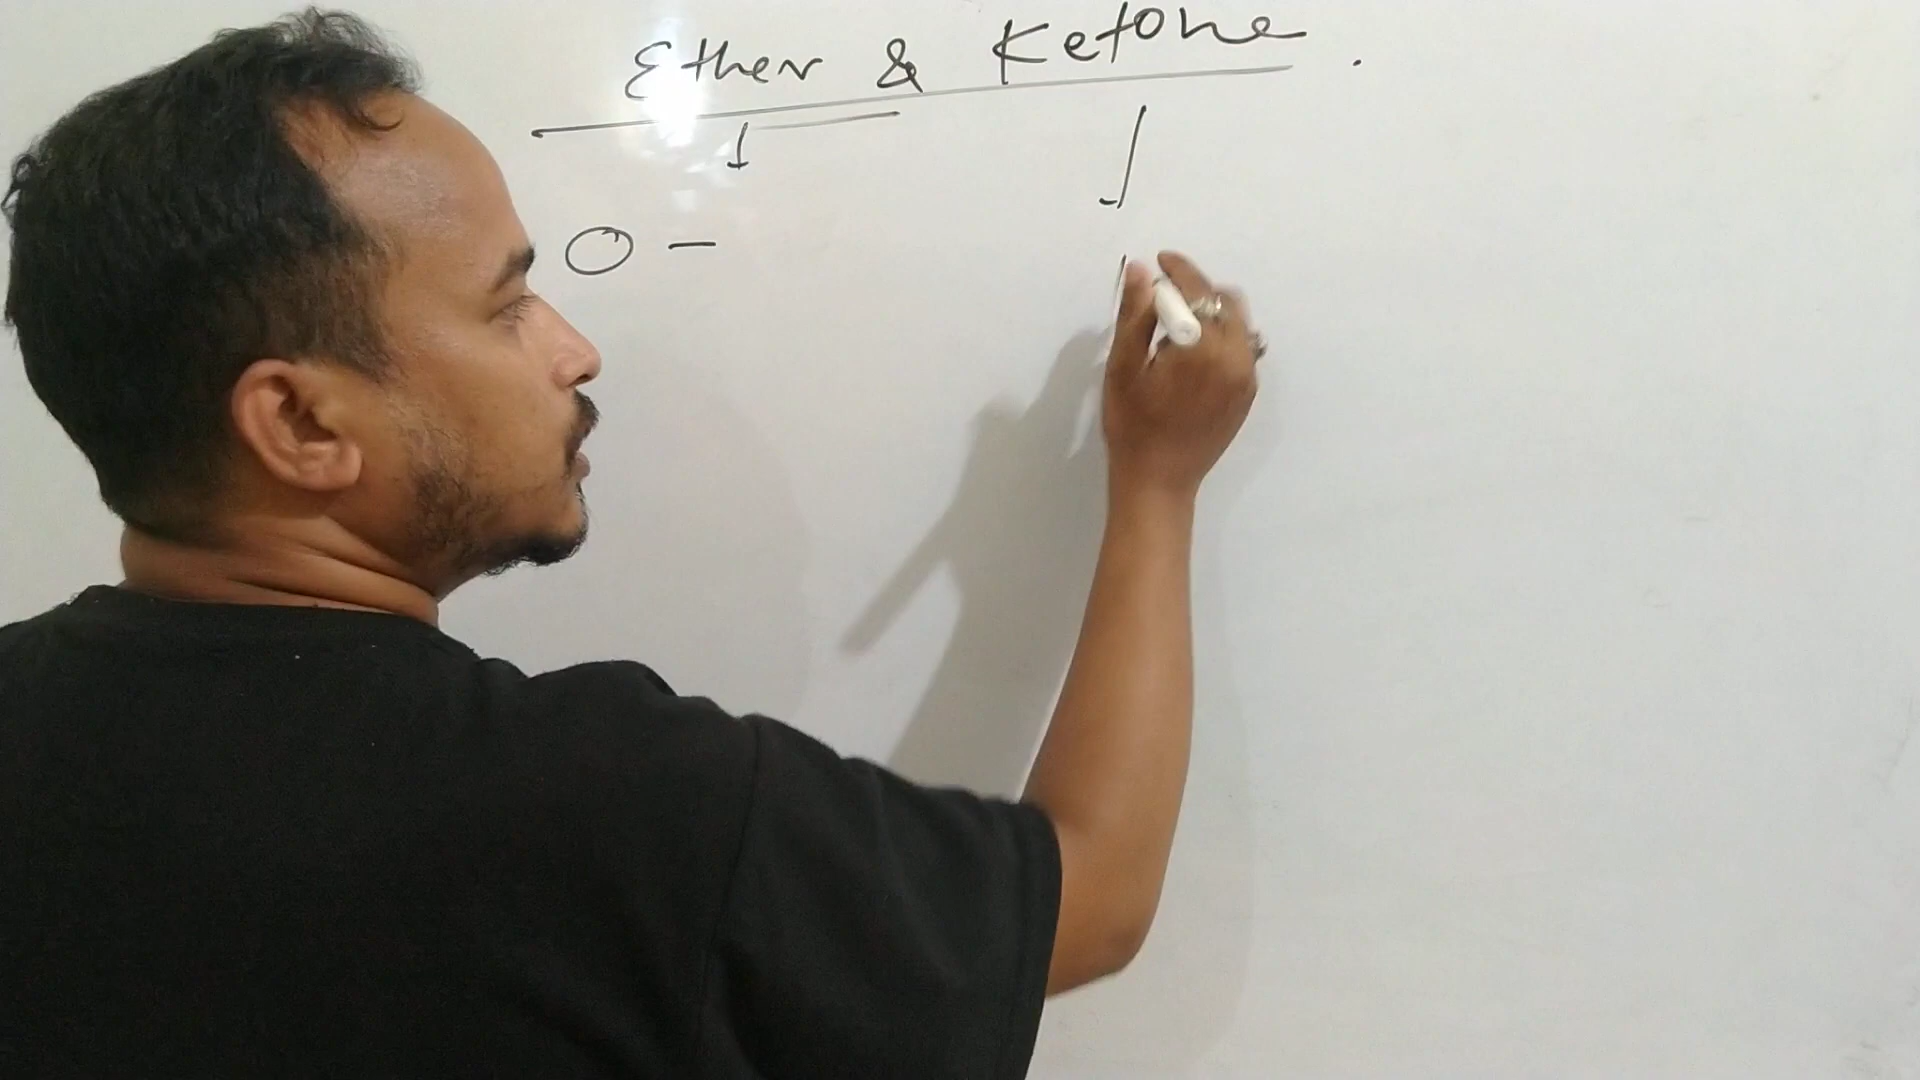 Ether & Ketone .
O -